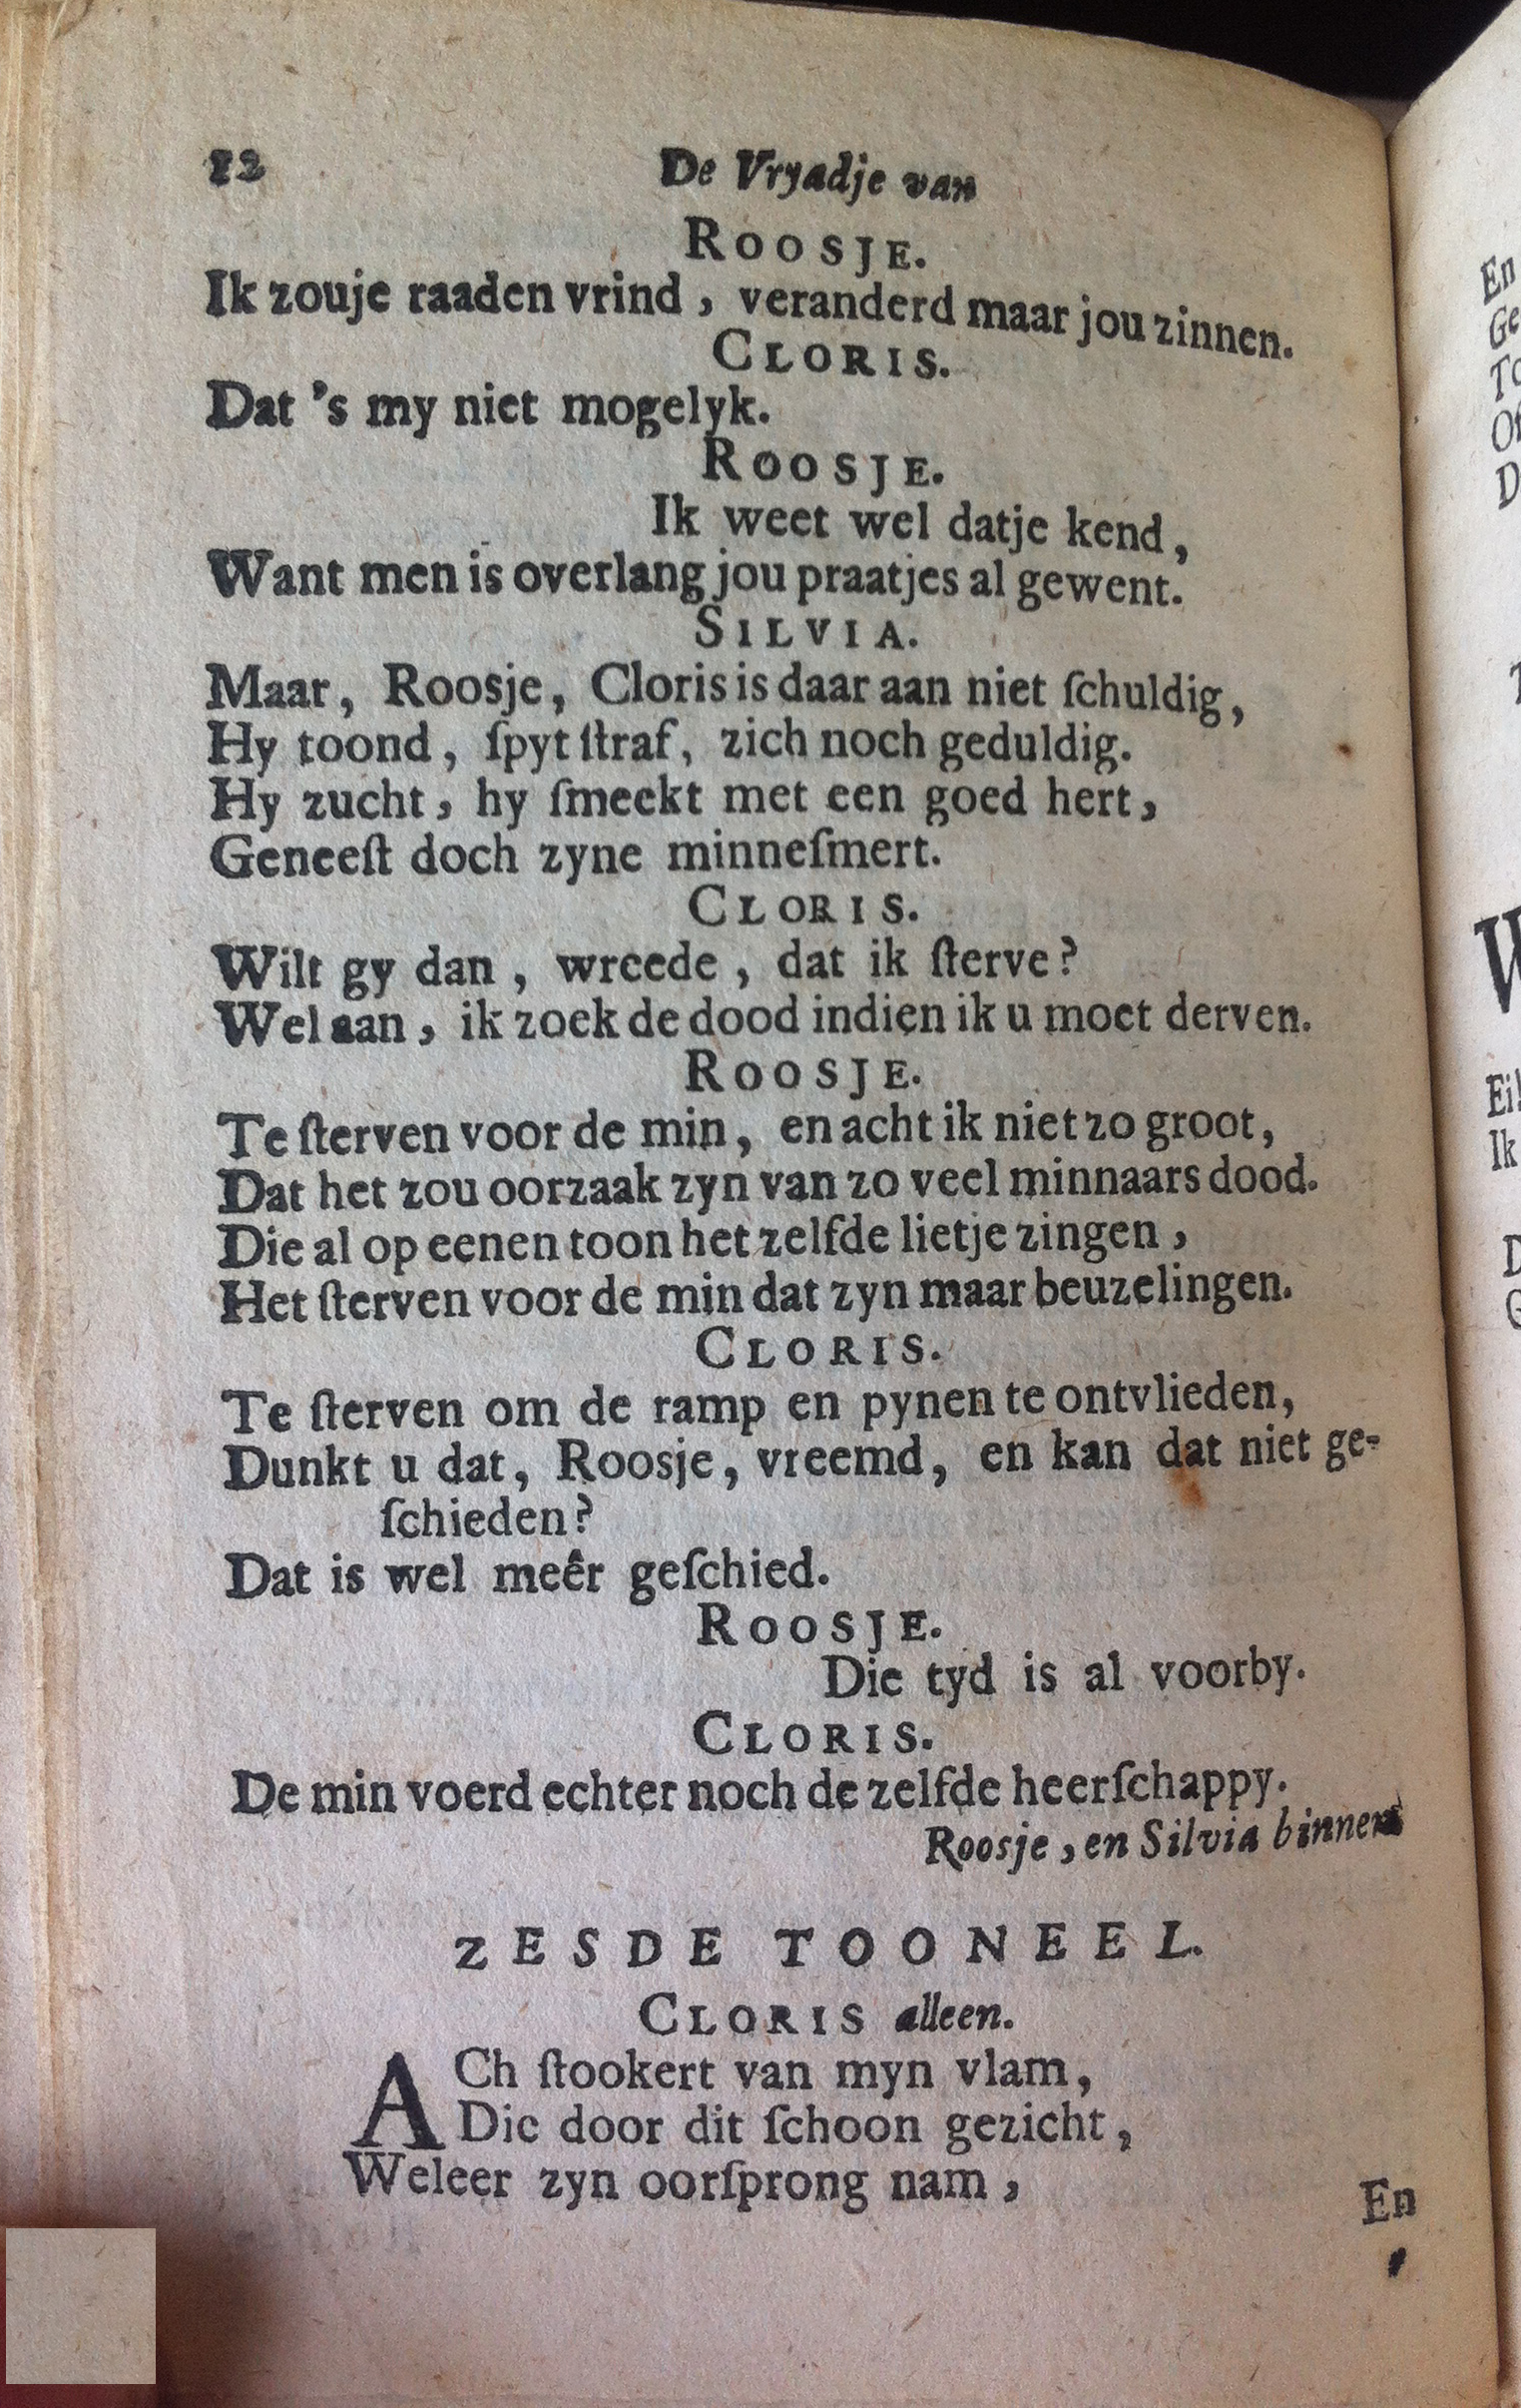 12 De Vryadje van
ROOSJE.
Ik zouje raaden vrind, veranderd maar jou zinnen.
CLORIS.
Dat 's my niet mogelyk.
ROOSJE.
Ik weet wel datje kend,
Want men is overlang jou praatjes al gewent.
SILVIA.
Maar, Roosje, Cloris is daar aan niet ſchuldig,
Hy toond, ſpyt ſtraf, zich noch geduldig.
Hy zucht, hy ſmeekt met een goed hert,
Geneeſt doch zyne minneſmert.
CLORIS.
Wilt gy dan, wreede, dat ik ſterve?
Wel aan, ik zoek de dood indien ik u moet derven.
ROOSJE.
Te ſterven voor de min, en acht ik niet zo groot,
Dat het zou oorzaak zyn van zo veel minnaars dood.
Die al op eenen toon het zelfde lietje zingen,
Het ſterven voor de min dat zyn maar beuzelingen.
CLORIS.
Te ſterven om de ramp en pynen te ontvlieden,
Dunkt u dat, Roosje, vreemd, en kan dat niet ge-
ſchieden?
Dat is wel meêr geſchied.
ROOSJE.
Die tyd is al voorby.
CLORIS.
De min voerd echter noch de zelfde heerſchappy.
Roosje, en Silvia binnen
ZESDE TOONEEL.
CLORIS alleen.
ACh ſtookert van myn vlam,
Die door dit ſchoon gezicht,
Weleer zyn oorſprong nam,
En
En
Ge
Ei!
Ik